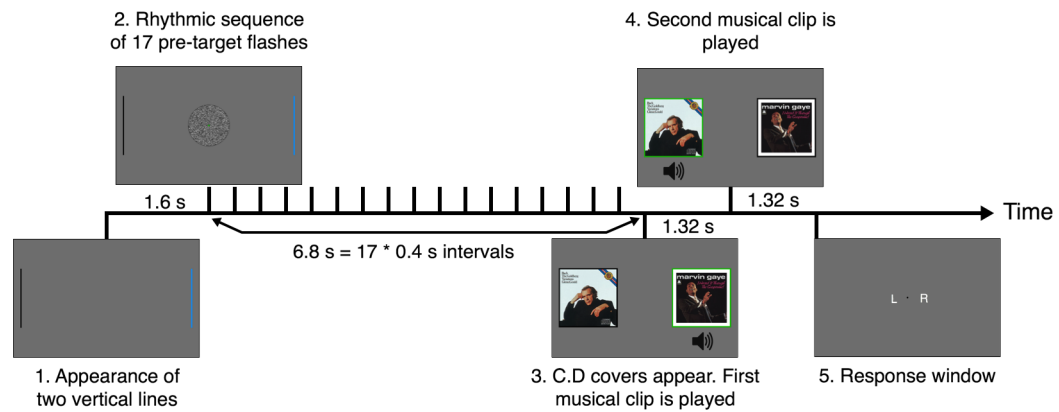 2. Rhythmic sequence
of 17 pre-target flashes
4. Second musical clip is
played
marvin gaye
1.6 s
1.32 s
Time
1.32 s
6.8 s = 17 * 0.4 s intervals
marvin gaye
L · R
1. Appearance of
two vertical lines
3. C.D covers appear. First
musical clip is played
5. Response window